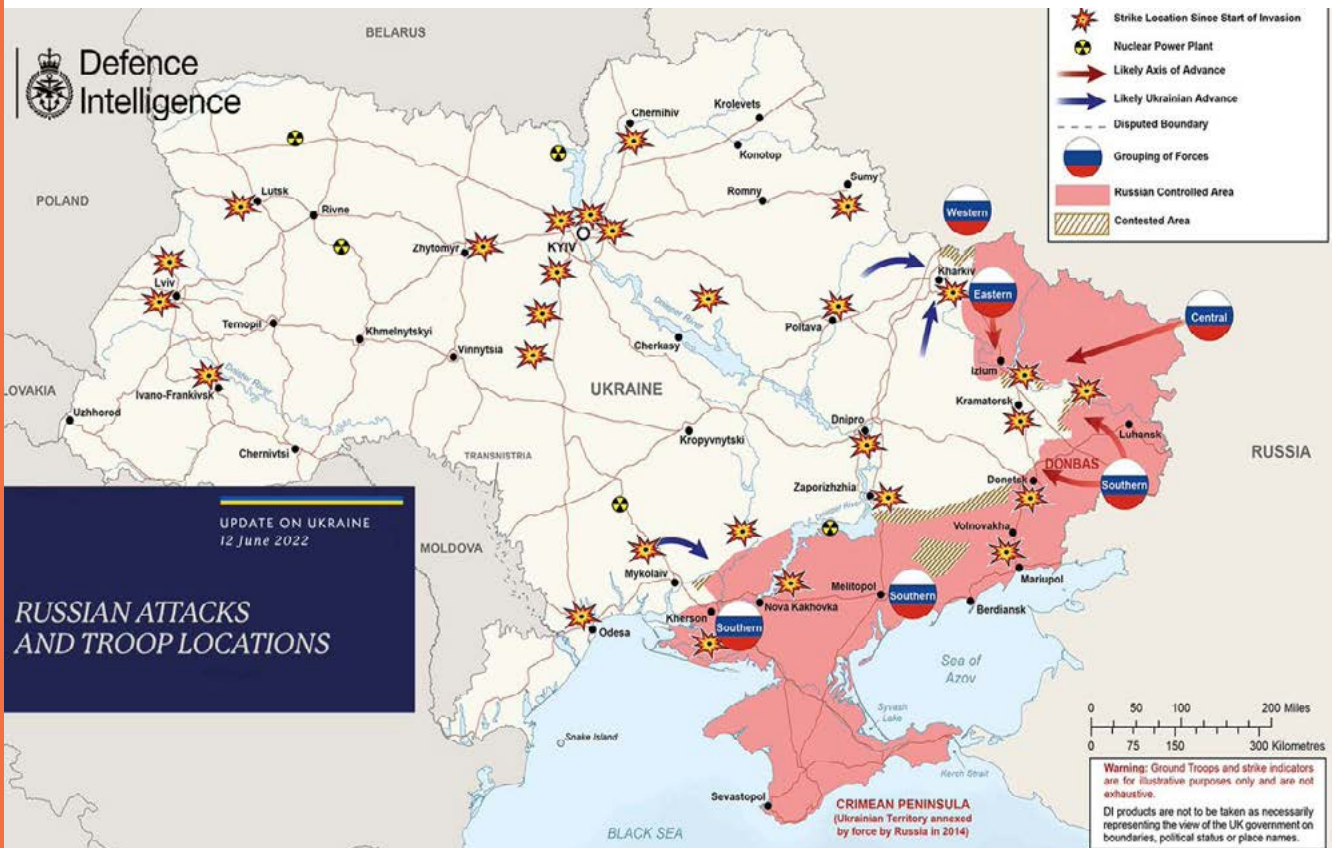 Defence
Intelligence
BELARUS
POLAND
LOVAKIA
MOLDOVA
TRANSNISTRIA
UKRAINE
RUSSIA
DONBAS
Chernihiv
Krolevets
Konotop
Romny
Sumy
Lutsk
Rivne
Zhytomyr
KYIV
Lviv
Ternopil
Khmelnytskyi
Vinnytsia
Cherkasy
Poltava
Kharkiv
Izium
Ivano-Frankivsk
Uzhhorod
Chernivtsi
Kropyvnytski
Dnipro
Kramatorsk
Luhansk
Donetsk
Zaporizhzhia
Volnovakha
Mariupol
Mykolaiv
Melitopol
Berdiansk
Kherson
Nova Kakhovka
Odesa
Sevastopol
Snake Island
Dnieper River
Dnister River
Dnieper River
Western
Eastern
Central
Southern
Southern
Southern
Sea of
Azov
Syvash
Lake
Kerch Strait
BLACK SEA
CRIMEAN PENINSULA
(Ukrainian Territory annexed
by force by Russia in 2014)
Strike Location Since Start of Invasion
Nuclear Power Plant
Likely Axis of Advance
Likely Ukrainian Advance
Disputed Boundary
Grouping of Forces
Russian Controlled Area
Contested Area
UPDATE ON UKRAINE
12 June 2022
RUSSIAN ATTACKS
AND TROOP LOCATIONS
0 50 100 200 Miles
0 75 150 300 Kilometres
Warning: Ground Troops and strike indicators
are for illustrative purposes only and are not
exhaustive.
DI products are not to be taken as necessarily
representing the view of the UK government on
boundaries, political status or place names.